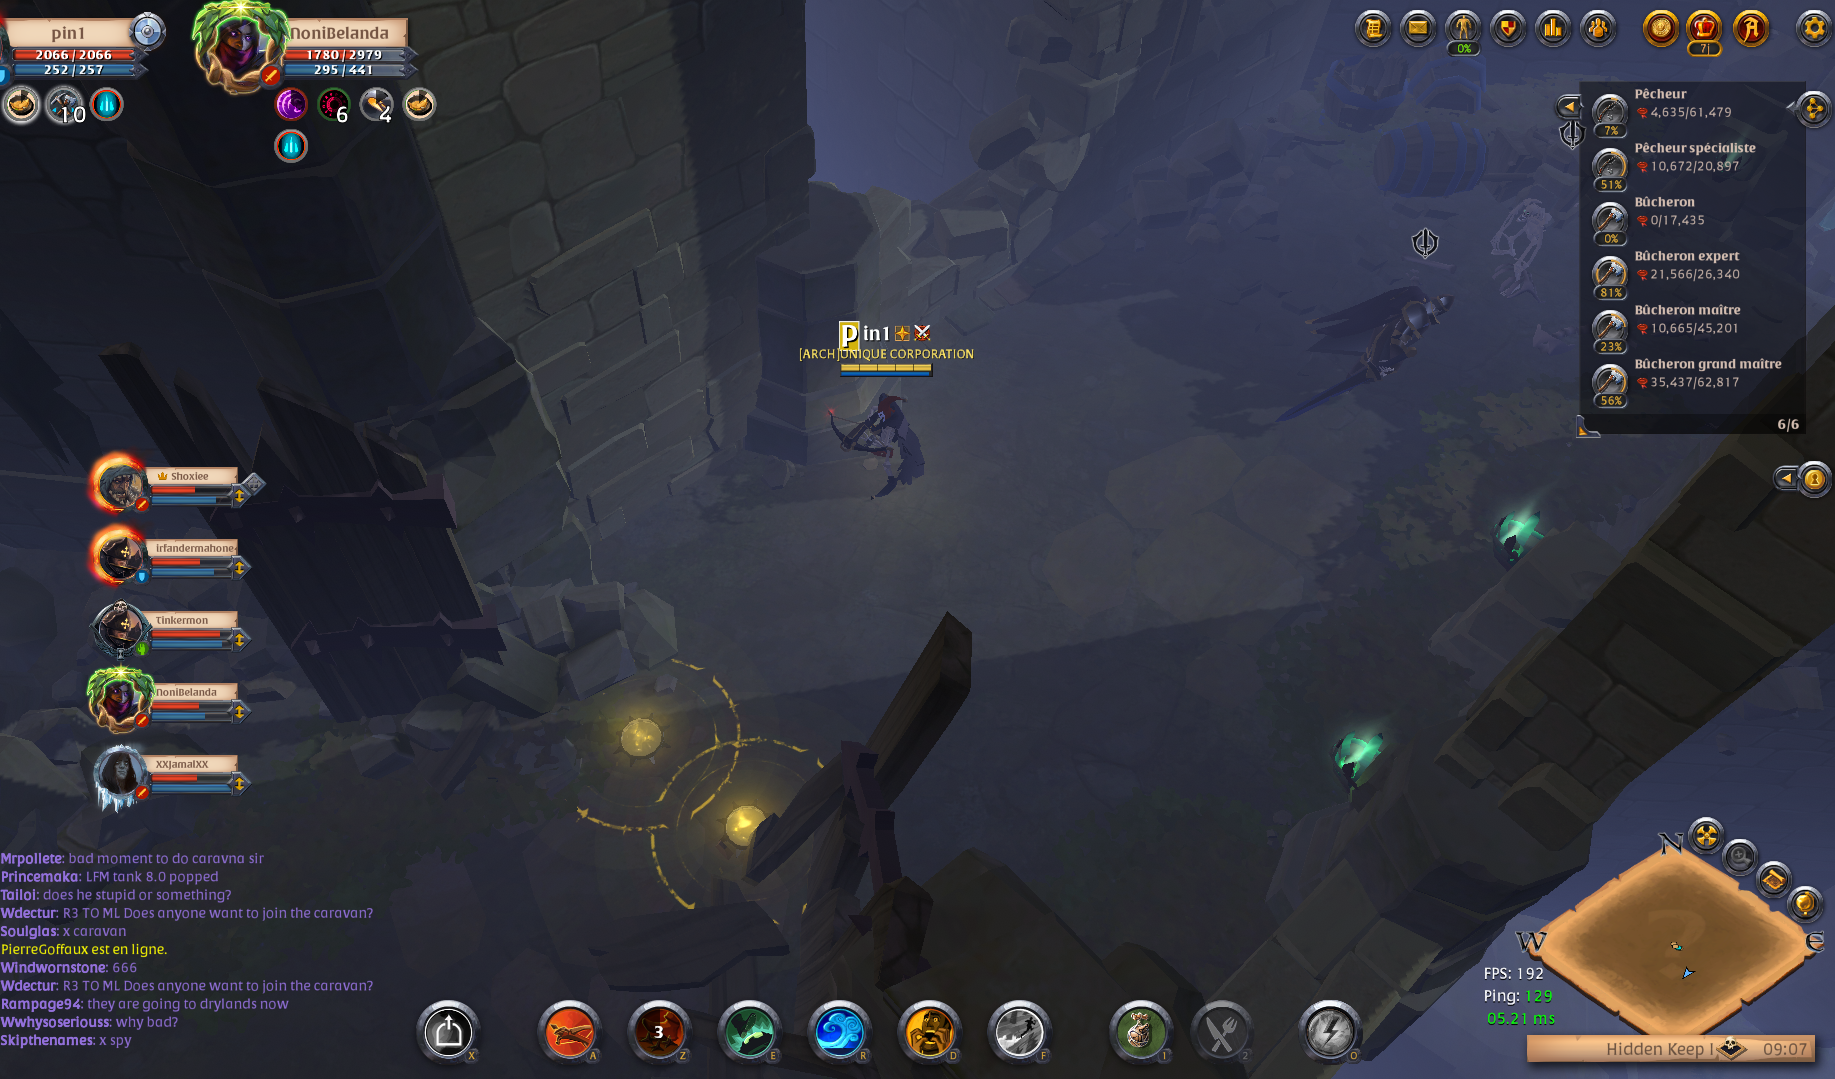 pin1
2066 / 2066
252 / 257
NoniBelanda
1780 / 2979
295 / 441
10
6
4
0%
7j
Pêcheur
4,635/61,479
7%
Pêcheur spécialiste
10,672/20,897
51%
Bûcheron
0/17,435
0%
Bûcheron expert
21,566/26,340
81%
Bûcheron maître
10,665/45,201
23%
Bûcheron grand maître
35,437/62,817
56%
6/6
Pin1
[ARCH]UNIQUE CORPORATION
Shoxiee
irfandermahone
Tinkermon
NoniBelanda
XXJamalXX
Mrpollete: bad moment to do caravna sir
Princemaka: LFM tank 8.0 popped
Tailoi: does he stupid or something?
Wdectur: R3 TO ML Does anyone want to join the caravan?
Soulglas: x caravan
PierreGoffaux est en ligne.
Windwornstone: 666
Wdectur: R3 TO ML Does anyone want to join the caravan?
Rampage94: they are going to drylands now
Wwhysoseriouss: why bad?
Skipthenames: x spy
X
A
3
Z
E
R
D
F
1
2
O
N
W
E
FPS: 192
Ping: 129
05.21 ms
Hidden Keep I
09:07